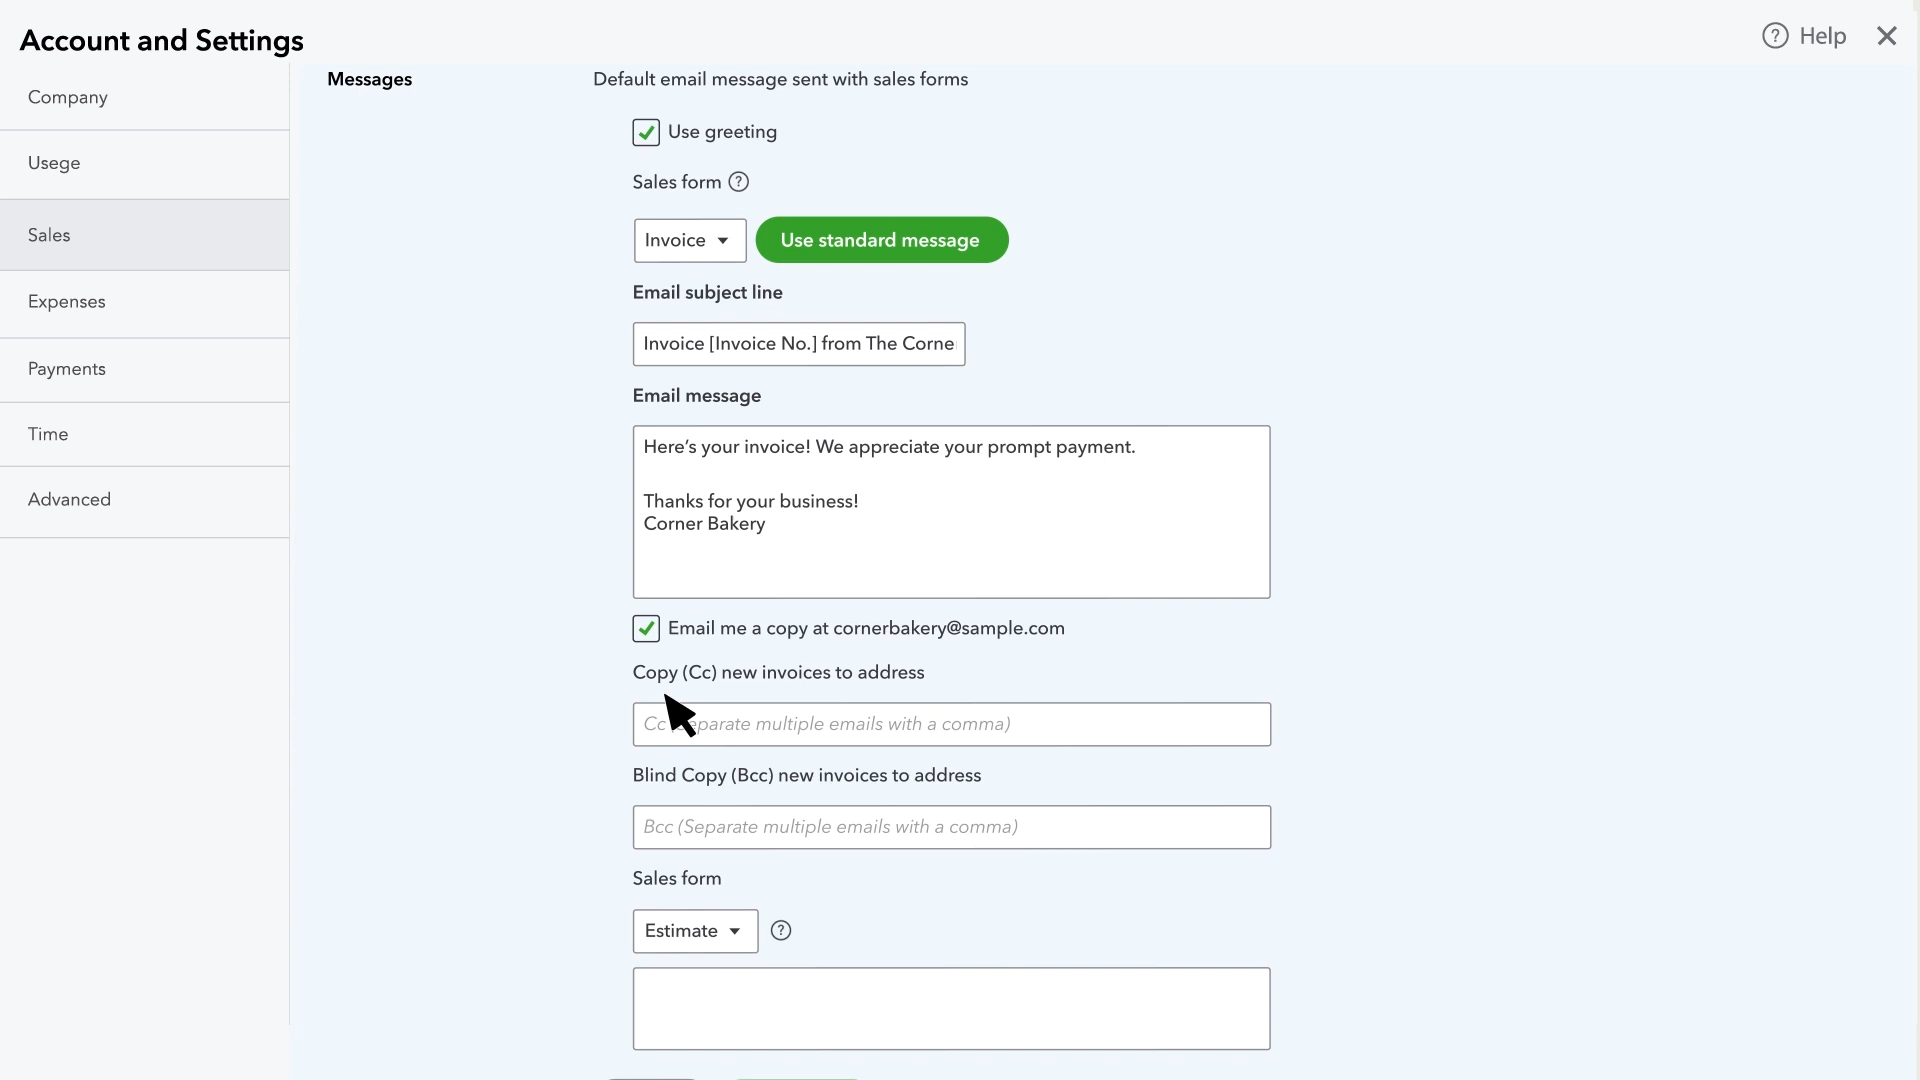 Account and Settings
Help
Company
Usege
Sales
Expenses
Payments
Time
Advanced
Messages
Default email message sent with sales forms
Use greeting
Sales form
Invoice
Use standard message
Email subject line
Invoice [Invoice No.] from The Corne
Email message
Here's your invoice! We appreciate your prompt payment.
Thanks for your business!
Corner Bakery
Email me a copy at cornerbakery@sample.com
Copy (Cc) new invoices to address
Cc parate multiple emails with a comma)
Blind Copy (Bcc) new invoices to address
Bcc (Separate multiple emails with a comma)
Sales form
Estimate